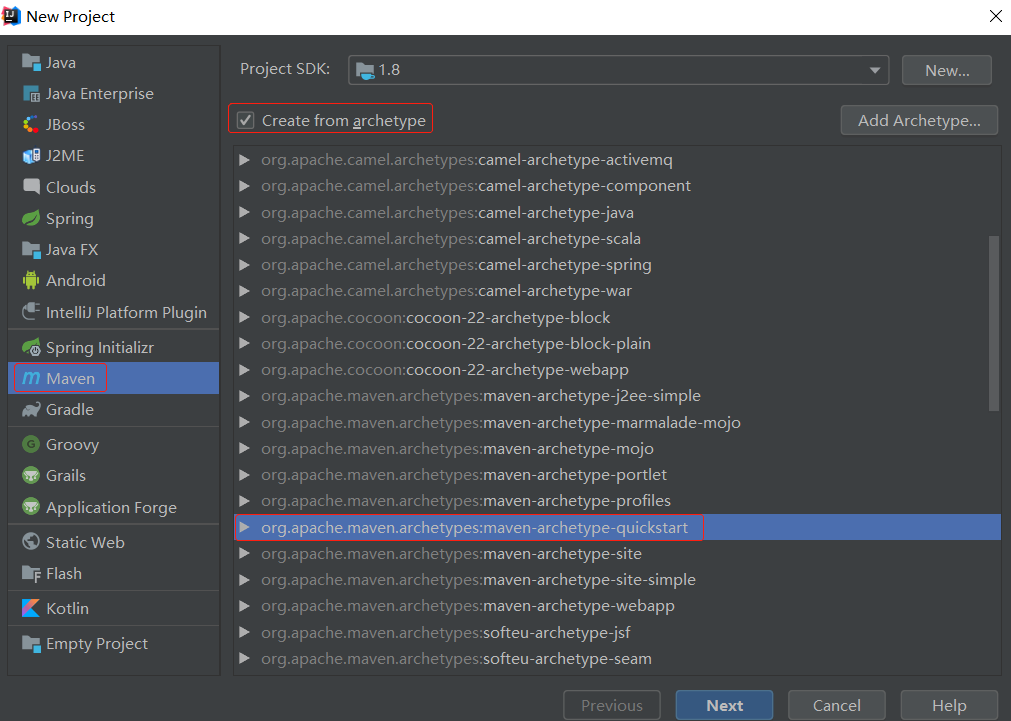 New Project
Java
Java Enterprise
JBoss
J2ME
Clouds
Spring
Java FX
Android
IntelliJ Platform Plugin
Spring Initializr
Maven
Gradle
Groovy
Grails
Application Forge
Static Web
Flash
Kotlin
Empty Project
Project SDK: 1.8 New...
Create from archetype Add Archetype...
org.apache.camel.archetypes:camel-archetype-activemq
org.apache.camel.archetypes:camel-archetype-component
org.apache.camel.archetypes:camel-archetype-java
org.apache.camel.archetypes:camel-archetype-scala
org.apache.camel.archetypes:camel-archetype-spring
org.apache.camel.archetypes:camel-archetype-war
org.apache.cocoon:cocoon-22-archetype-block
org.apache.cocoon:cocoon-22-archetype-block-plain
org.apache.cocoon:cocoon-22-archetype-webapp
org.apache.maven.archetypes:maven-archetype-j2ee-simple
org.apache.maven.archetypes:maven-archetype-marmalade-mojo
org.apache.maven.archetypes:maven-archetype-mojo
org.apache.maven.archetypes:maven-archetype-portlet
org.apache.maven.archetypes:maven-archetype-profiles
org.apache.maven.archetypes:maven-archetype-quickstart
org.apache.maven.archetypes:maven-archetype-site
org.apache.maven.archetypes:maven-archetype-site-simple
org.apache.maven.archetypes:maven-archetype-webapp
org.apache.maven.archetypes:softeu-archetype-jsf
org.apache.maven.archetypes:softeu-archetype-seam
Previous Next Cancel Help